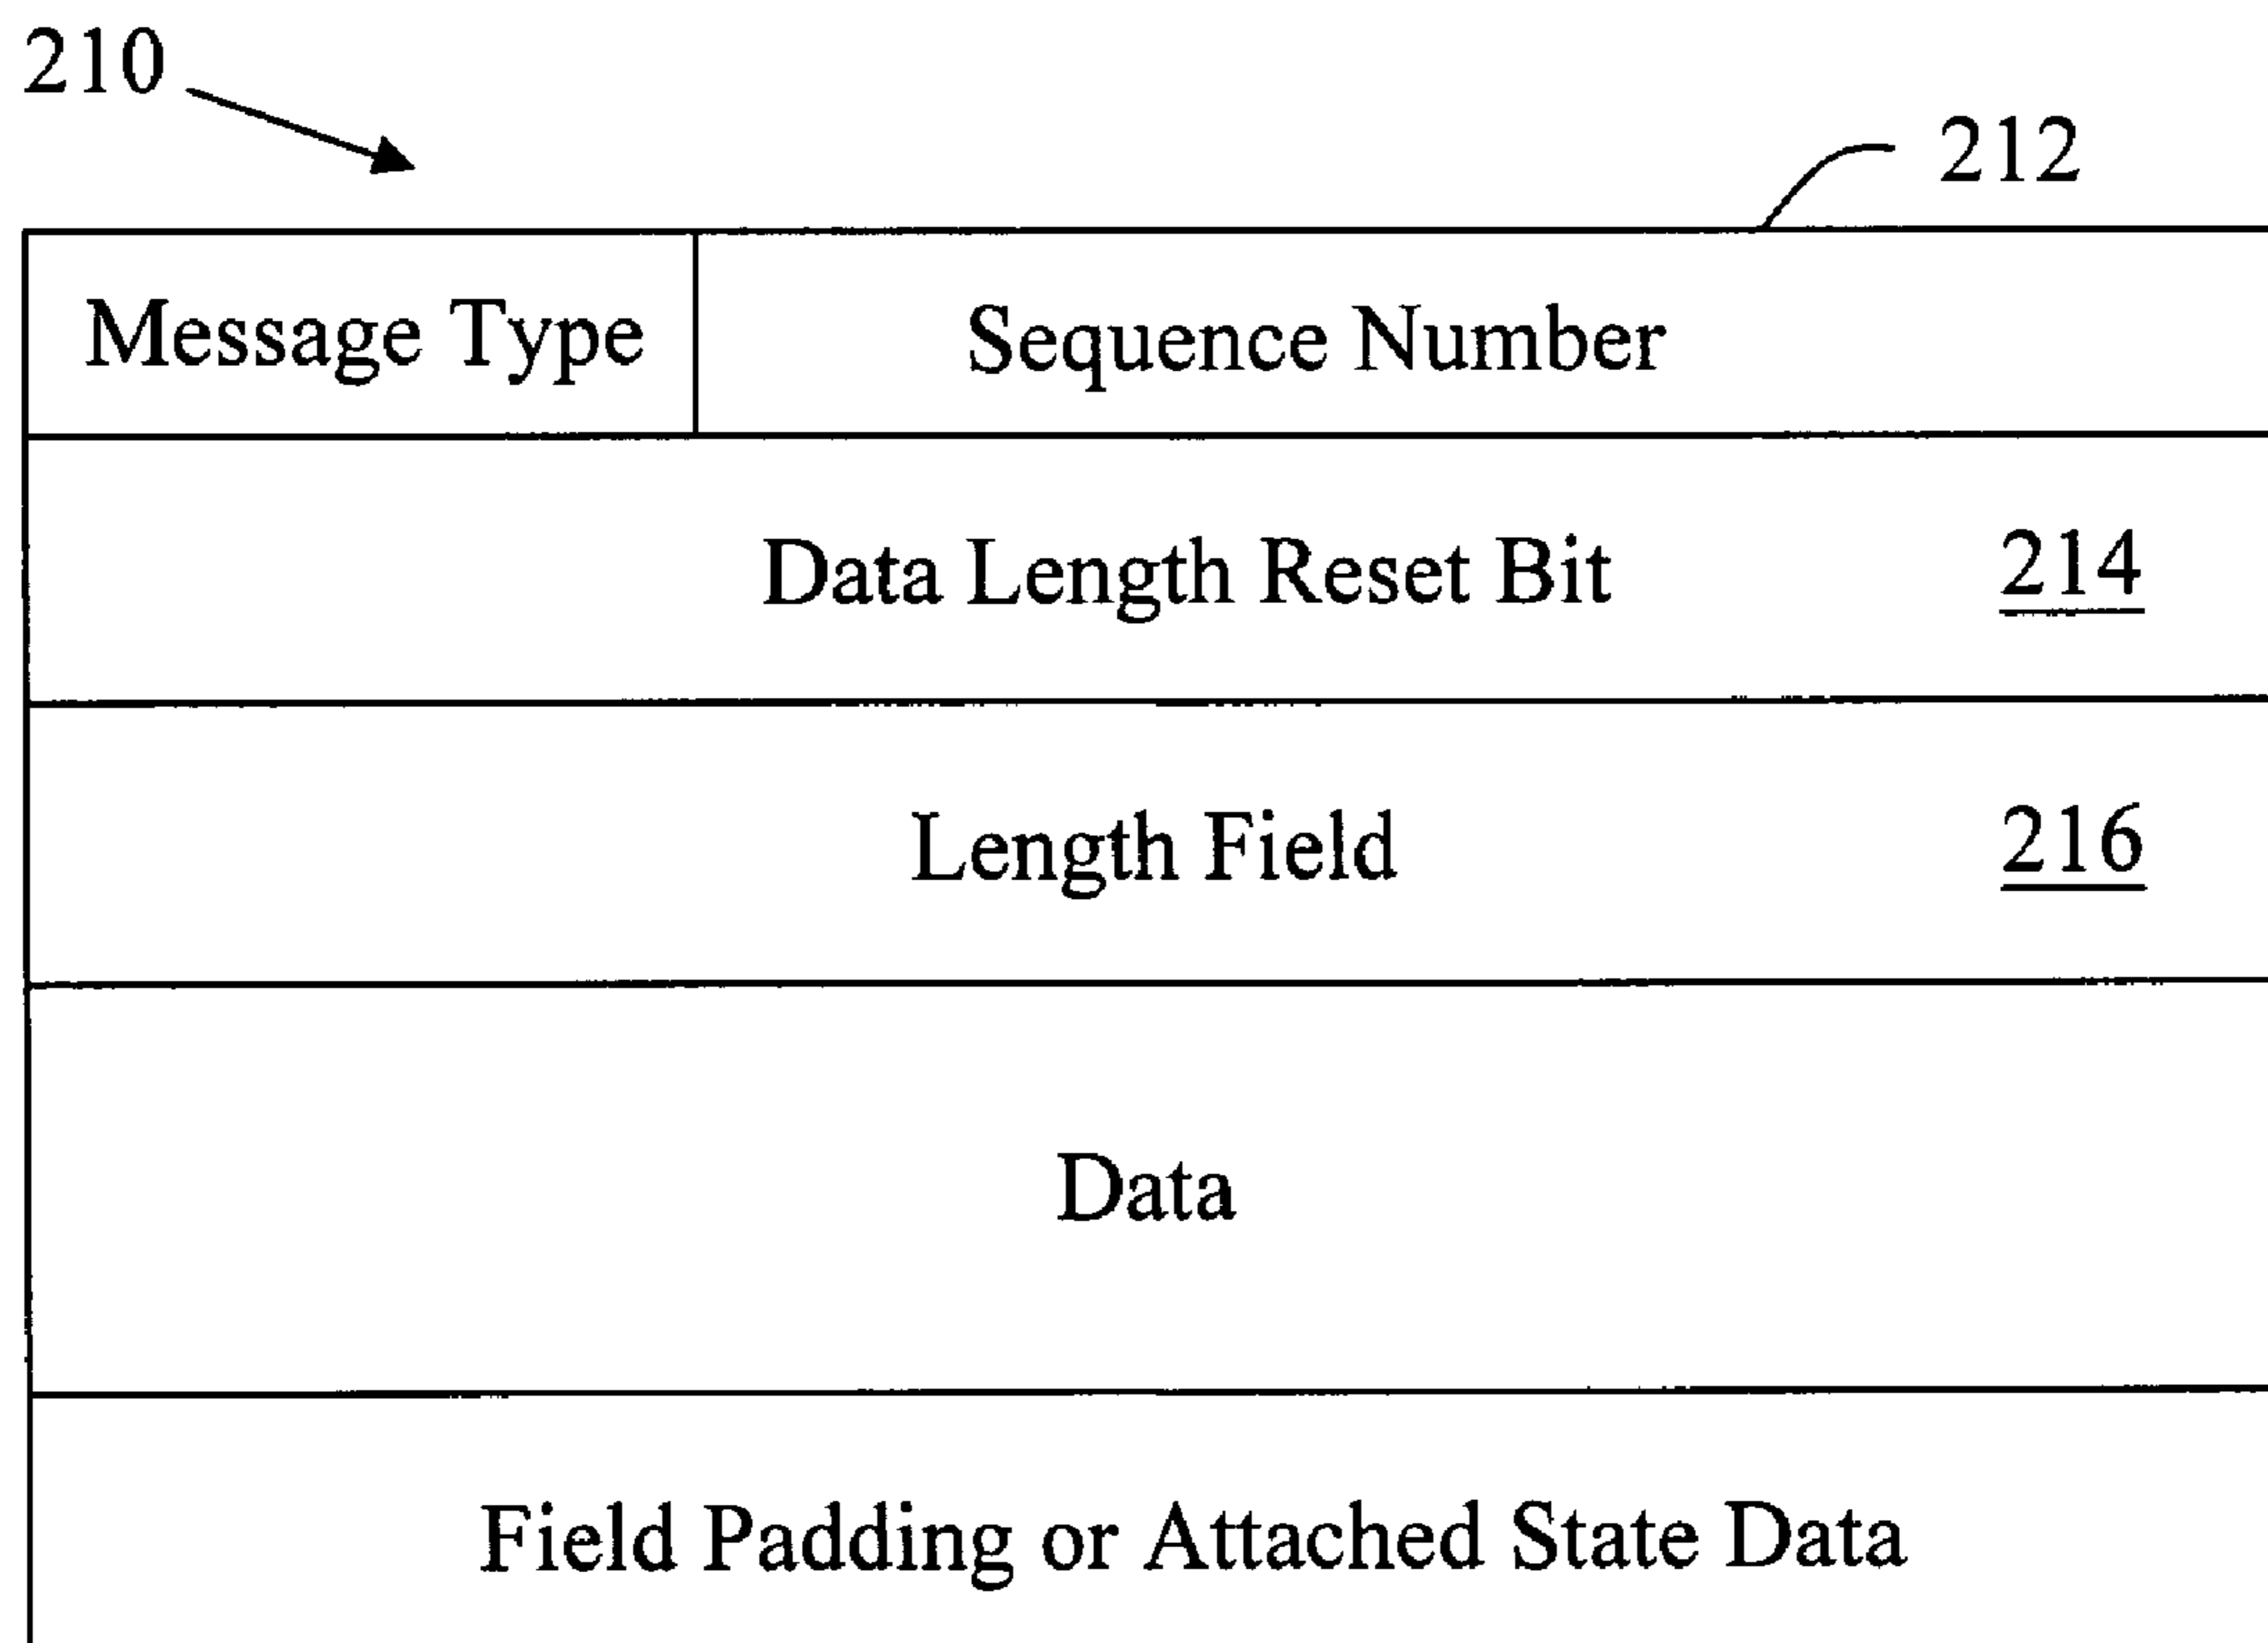 210
212
Message Type Sequence Number
Data Length Reset Bit 214
Length Field 216
Data
Field Padding or Attached State Data